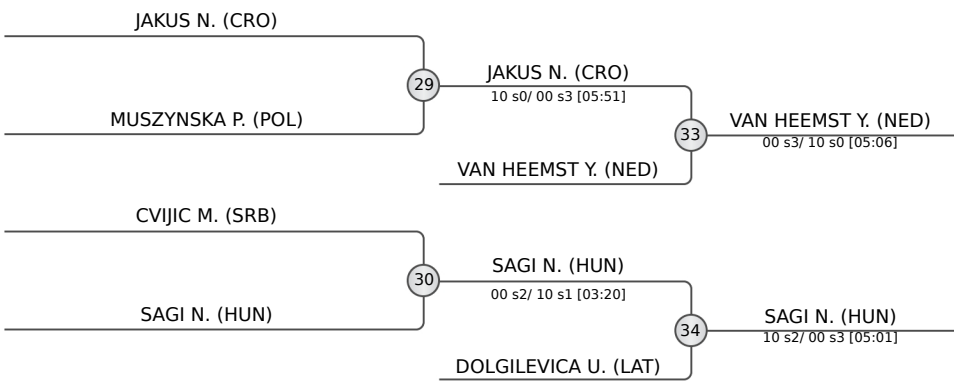 JAKUS N. (CRO)
29
JAKUS N. (CRO)
10 s0/ 00 s3 [05:51]
MUSZYNSKA P. (POL)
33
VAN HEEMST Y. (NED)
00 s3/ 10 s0 [05:06]
VAN HEEMST Y. (NED)
CVIJIC M. (SRB)
30
SAGI N. (HUN)
00 s2/ 10 s1 [03:20]
SAGI N. (HUN)
34
SAGI N. (HUN)
10 s2/ 00 s3 [05:01]
DOLGILEVICA U. (LAT)